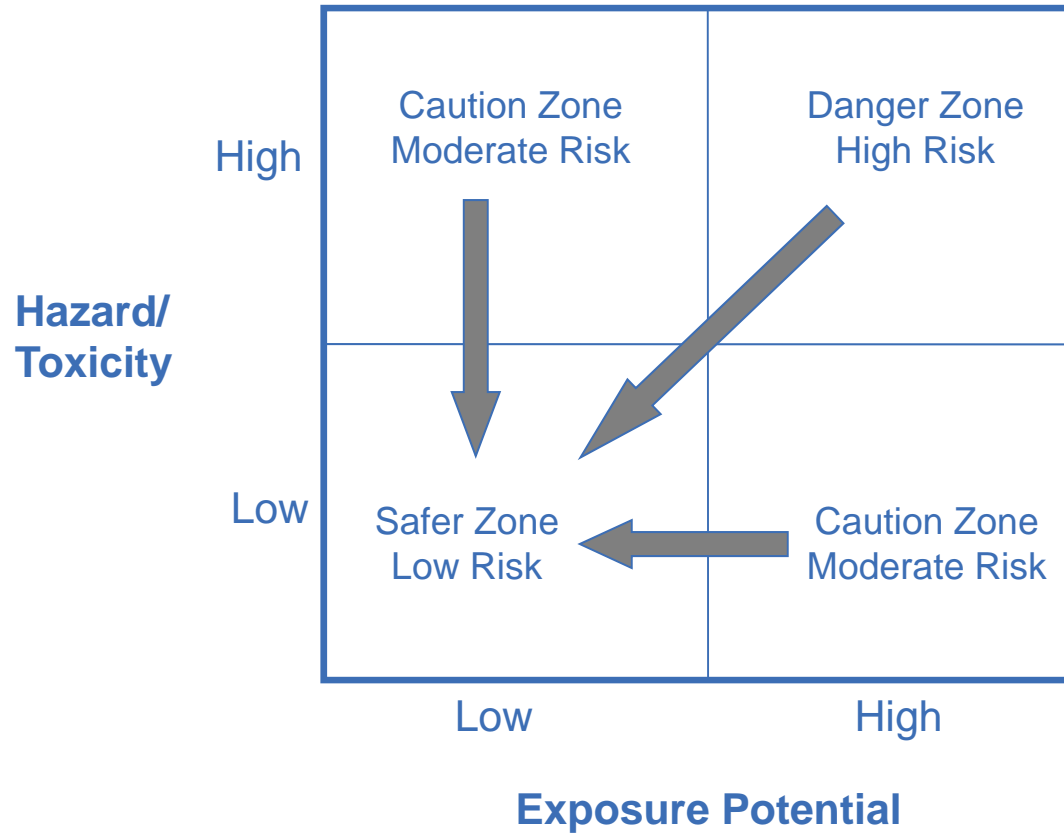 Caution Zone
Moderate Risk
Danger Zone
High Risk
High
Hazard/
Toxicity
Low
Safer Zone
Low Risk
Caution Zone
Moderate Risk
Low
High
Exposure Potential